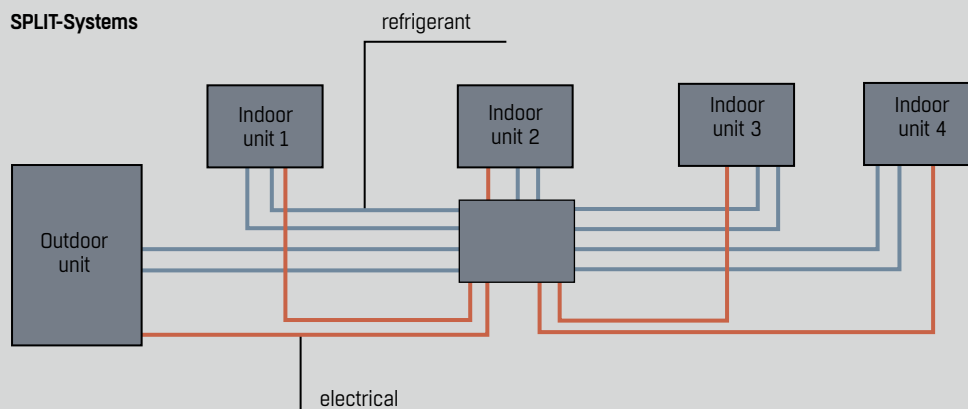 SPLIT-Systems
refrigerant
Indoor
unit 1
Indoor
unit 2
Indoor
unit 3
Indoor
unit 4
Outdoor
unit
electrical